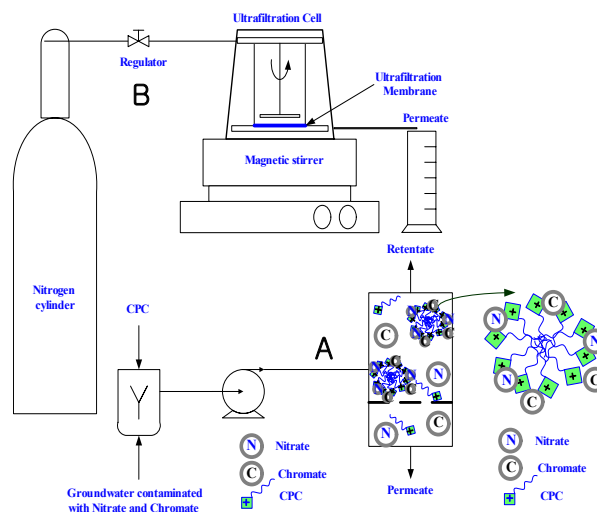 Ultrafiltration Cell
Regulator
B
Ultrafiltration
Membrane
Permeate
Magnetic stirrer
Nitrogen
cylinder
Retentate
CPC
A
C
C
C
C
N
N
N
N
C
C
C
N
C
N
C
N
Nitrate
C
Chromate
CPC
Groundwater contaminated
with Nitrate and Chromate
Permeate
N
Nitrate
C
Chromate
CPC